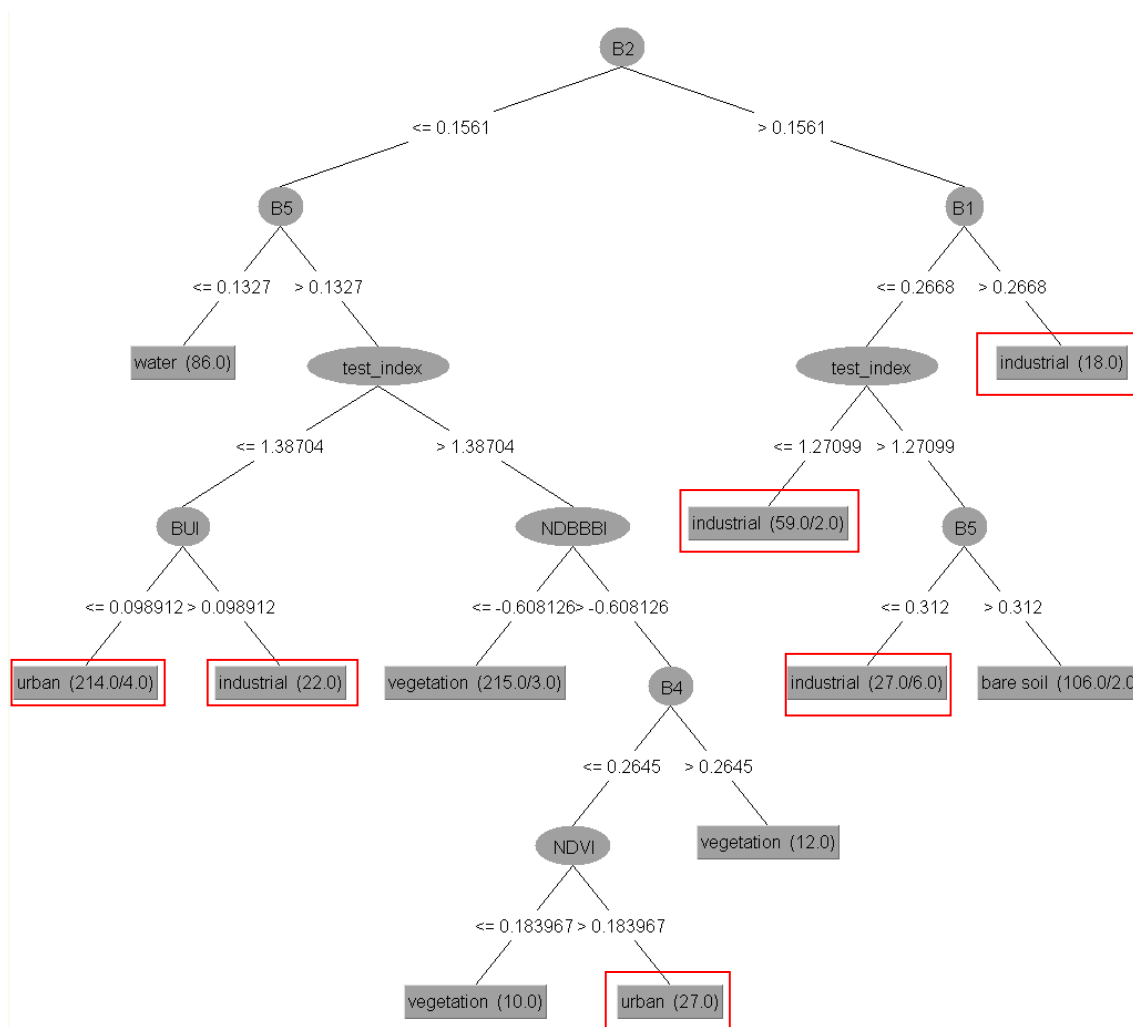 B2
<= 0.1561
> 0.1561
B5
B1
<= 0.1327
> 0.1327
<= 0.2668
> 0.2668
water (86.0)
test_index
test_index
industrial (18.0)
<= 1.38704
> 1.38704
<= 1.27099
> 1.27099
BUI
NDBBBI
industrial (59.0/2.0)
B5
<= 0.098912
> 0.098912
<= -0.608126
> -0.608126
<= 0.312
> 0.312
urban (214.0/4.0)
industrial (22.0)
vegetation (215.0/3.0)
B4
industrial (27.0/6.0)
bare soil (106.0/2.0
<= 0.2645
> 0.2645
NDVI
vegetation (12.0)
<= 0.183967
> 0.183967
vegetation (10.0)
urban (27.0)